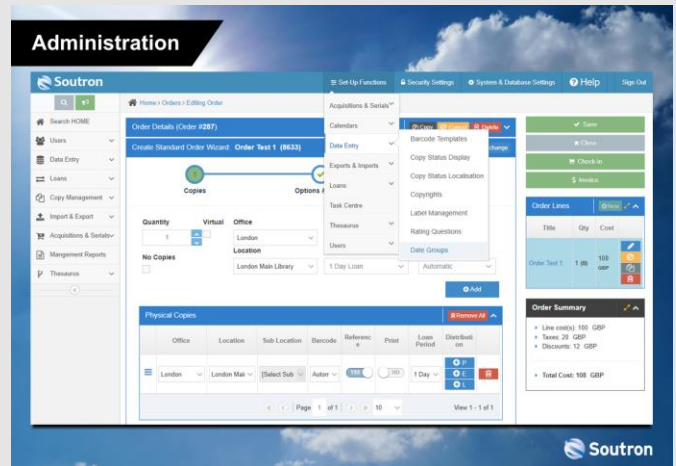 Administration
Soutron
Set-Up Functions
Security Settings
System & Database Settings
Help
Sign Out
Search HOME
Users
Data Entry
Loans
Copy Management
Import & Export
Acquisitions & Serials
Mangement Reports
Thesaurus
Home › Orders › Editing Order
Order Details (Order #287)
Copy
Cancel
Delete
Create Standard Order Wizard: Order Test 1 (8633)
change
Copies
Options &
Quantity
Virtual
Office
1
London
Location
No Copies
London Main Library
1 Day Loan
Automatic
Add
Acquisitions & Serials
Calendars
Data Entry
Exports & Imports
Loans
Task Centre
Thesaurus
Users
Barcode Templates
Copy Status Display
Copy Status Localisation
Copyrights
Label Management
Rating Questions
Date Groups
Physical Copies
Remove All
Office
Location
Sub Location
Barcode
Referenc
e
Print
Loan
Period
Distributi
on
London
London Mai
[Select Sub
Autom
YES
NO
1 Day
P
E
L
Page 1 of 1
10
View 1 - 1 of 1
Save
Close
Check in
$ Invoice
Order Lines
New
Title
Qty
Cost
Order Test 1
1 (0)
100
GBP
Order Summary
Line cost(s): 100 GBP
Taxes: 20 GBP
Discounts: 12 GBP
Total Cost: 108 GBP
Soutron